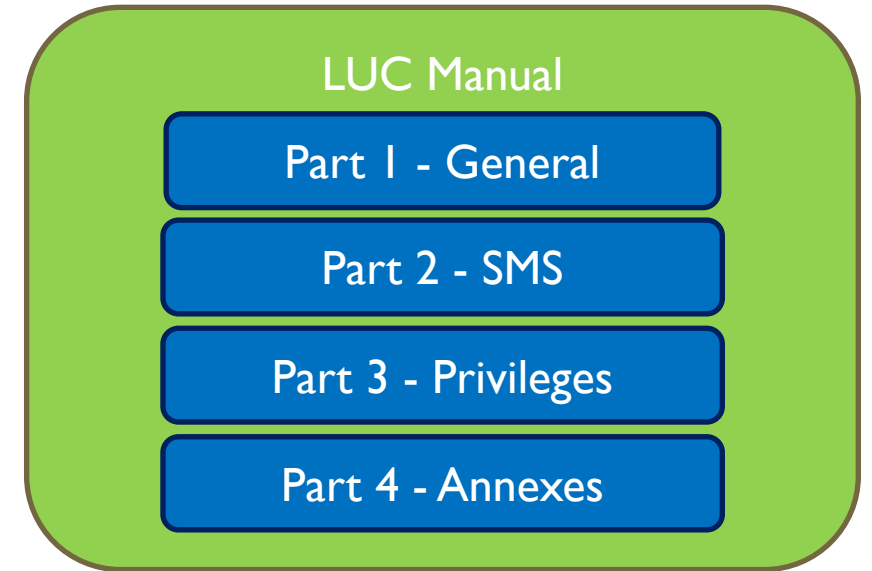 LUC Manual
Part 1 - General
Part 2 - SMS
Part 3 - Privileges
Part 4 - Annexes